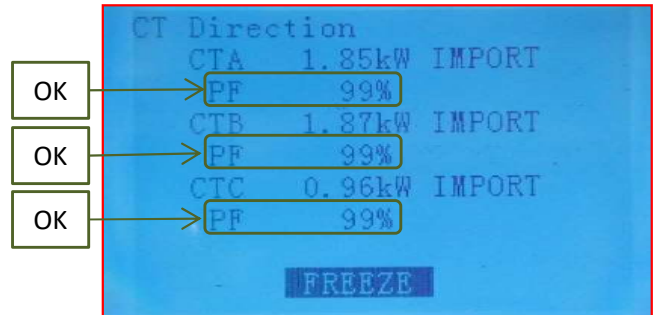 CT Direction
CTA 1.85kW IMPORT
OK PF 99%
CTB 1.87kW IMPORT
OK PF 99%
CTC 0.96kW IMPORT
OK PF 99%
FREEZE